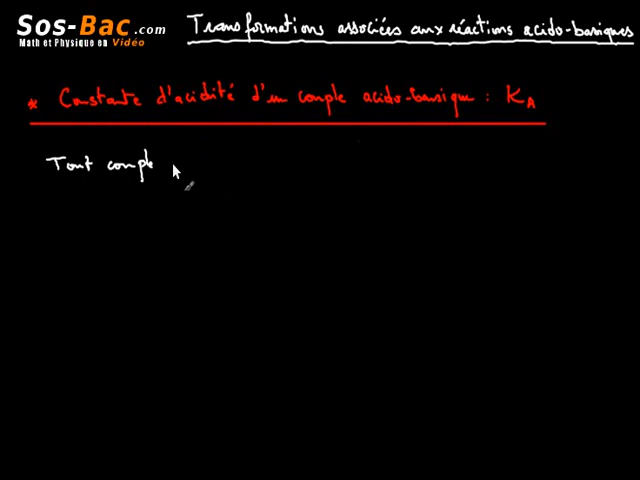 Sos-Bac.com
Math et Physique en Vidéo
Transformations associées aux réactions acido-basiques
* Constante d'acidité d'un couple acido-basique : KA
Tout couple